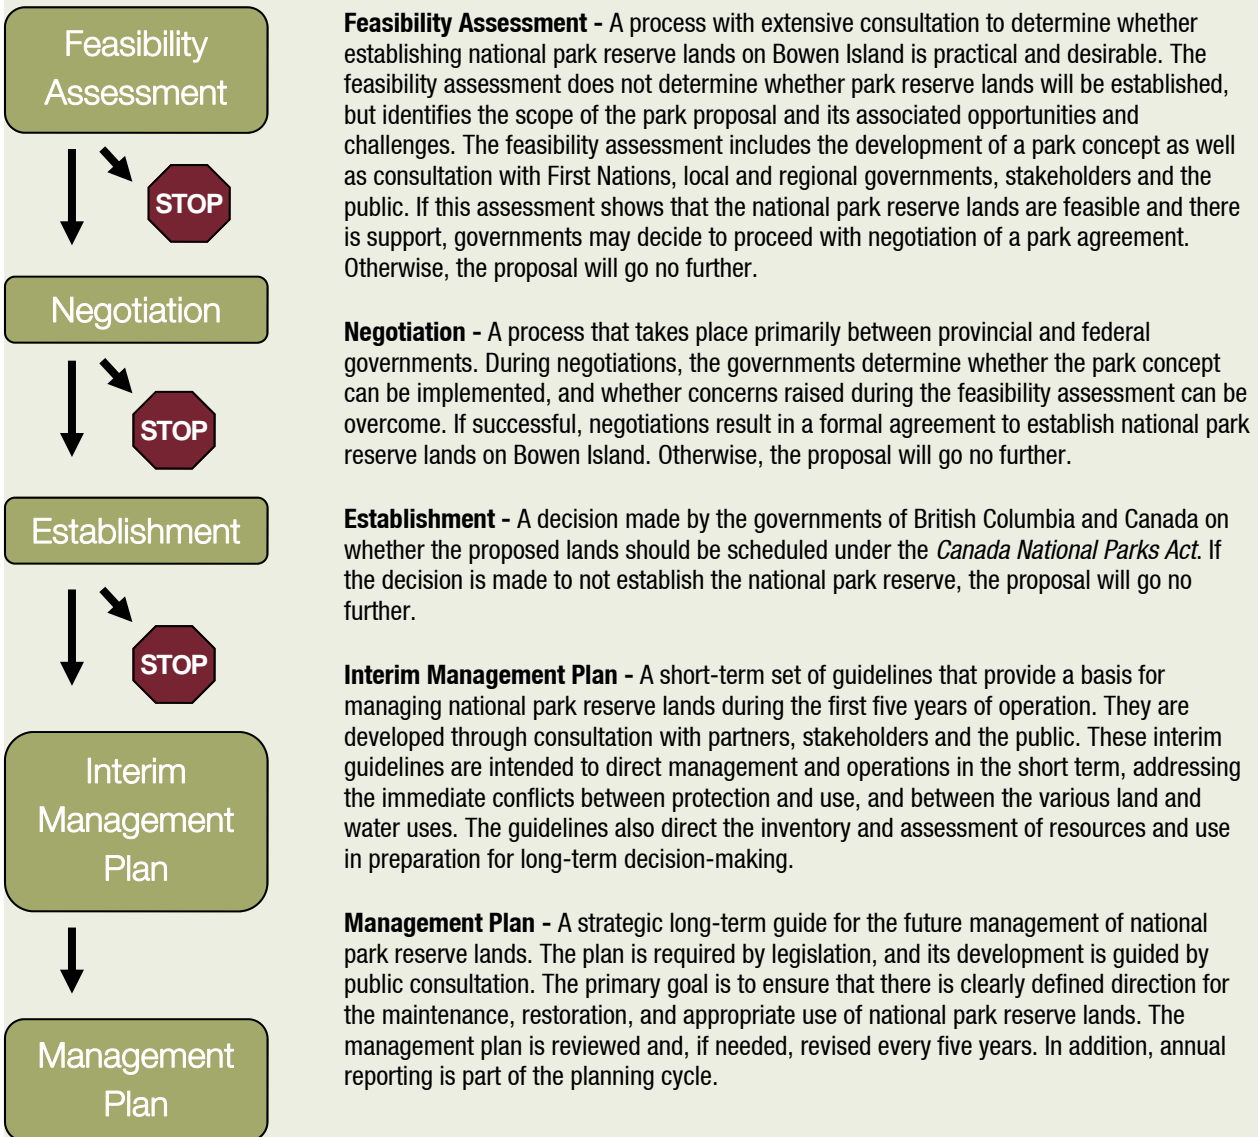 Feasibility
Assessment
STOP
Negotiation
STOP
Establishment
STOP
Interim
Management
Plan
Management
Plan
Feasibility Assessment - A process with extensive consultation to determine whether
establishing national park reserve lands on Bowen Island is practical and desirable. The
feasibility assessment does not determine whether park reserve lands will be established,
but identifies the scope of the park proposal and its associated opportunities and
challenges. The feasibility assessment includes the development of a park concept as well
as consultation with First Nations, local and regional governments, stakeholders and the
public. If this assessment shows that the national park reserve lands are feasible and there
is support, governments may decide to proceed with negotiation of a park agreement.
Otherwise, the proposal will go no further.
Negotiation - A process that takes place primarily between provincial and federal
governments. During negotiations, the governments determine whether the park concept
can be implemented, and whether concerns raised during the feasibility assessment can be
overcome. If successful, negotiations result in a formal agreement to establish national park
reserve lands on Bowen Island. Otherwise, the proposal will go no further.
Establishment - A decision made by the governments of British Columbia and Canada on
whether the proposed lands should be scheduled under the Canada National Parks Act. If
the decision is made to not establish the national park reserve, the proposal will go no
further.
Interim Management Plan - A short-term set of guidelines that provide a basis for
managing national park reserve lands during the first five years of operation. They are
developed through consultation with partners, stakeholders and the public. These interim
guidelines are intended to direct management and operations in the short term, addressing
the immediate conflicts between protection and use, and between the various land and
water uses. The guidelines also direct the inventory and assessment of resources and use
in preparation for long-term decision-making.
Management Plan - A strategic long-term guide for the future management of national
park reserve lands. The plan is required by legislation, and its development is guided by
public consultation. The primary goal is to ensure that there is clearly defined direction for
the maintenance, restoration, and appropriate use of national park reserve lands. The
management plan is reviewed and, if needed, revised every five years. In addition, annual
reporting is part of the planning cycle.